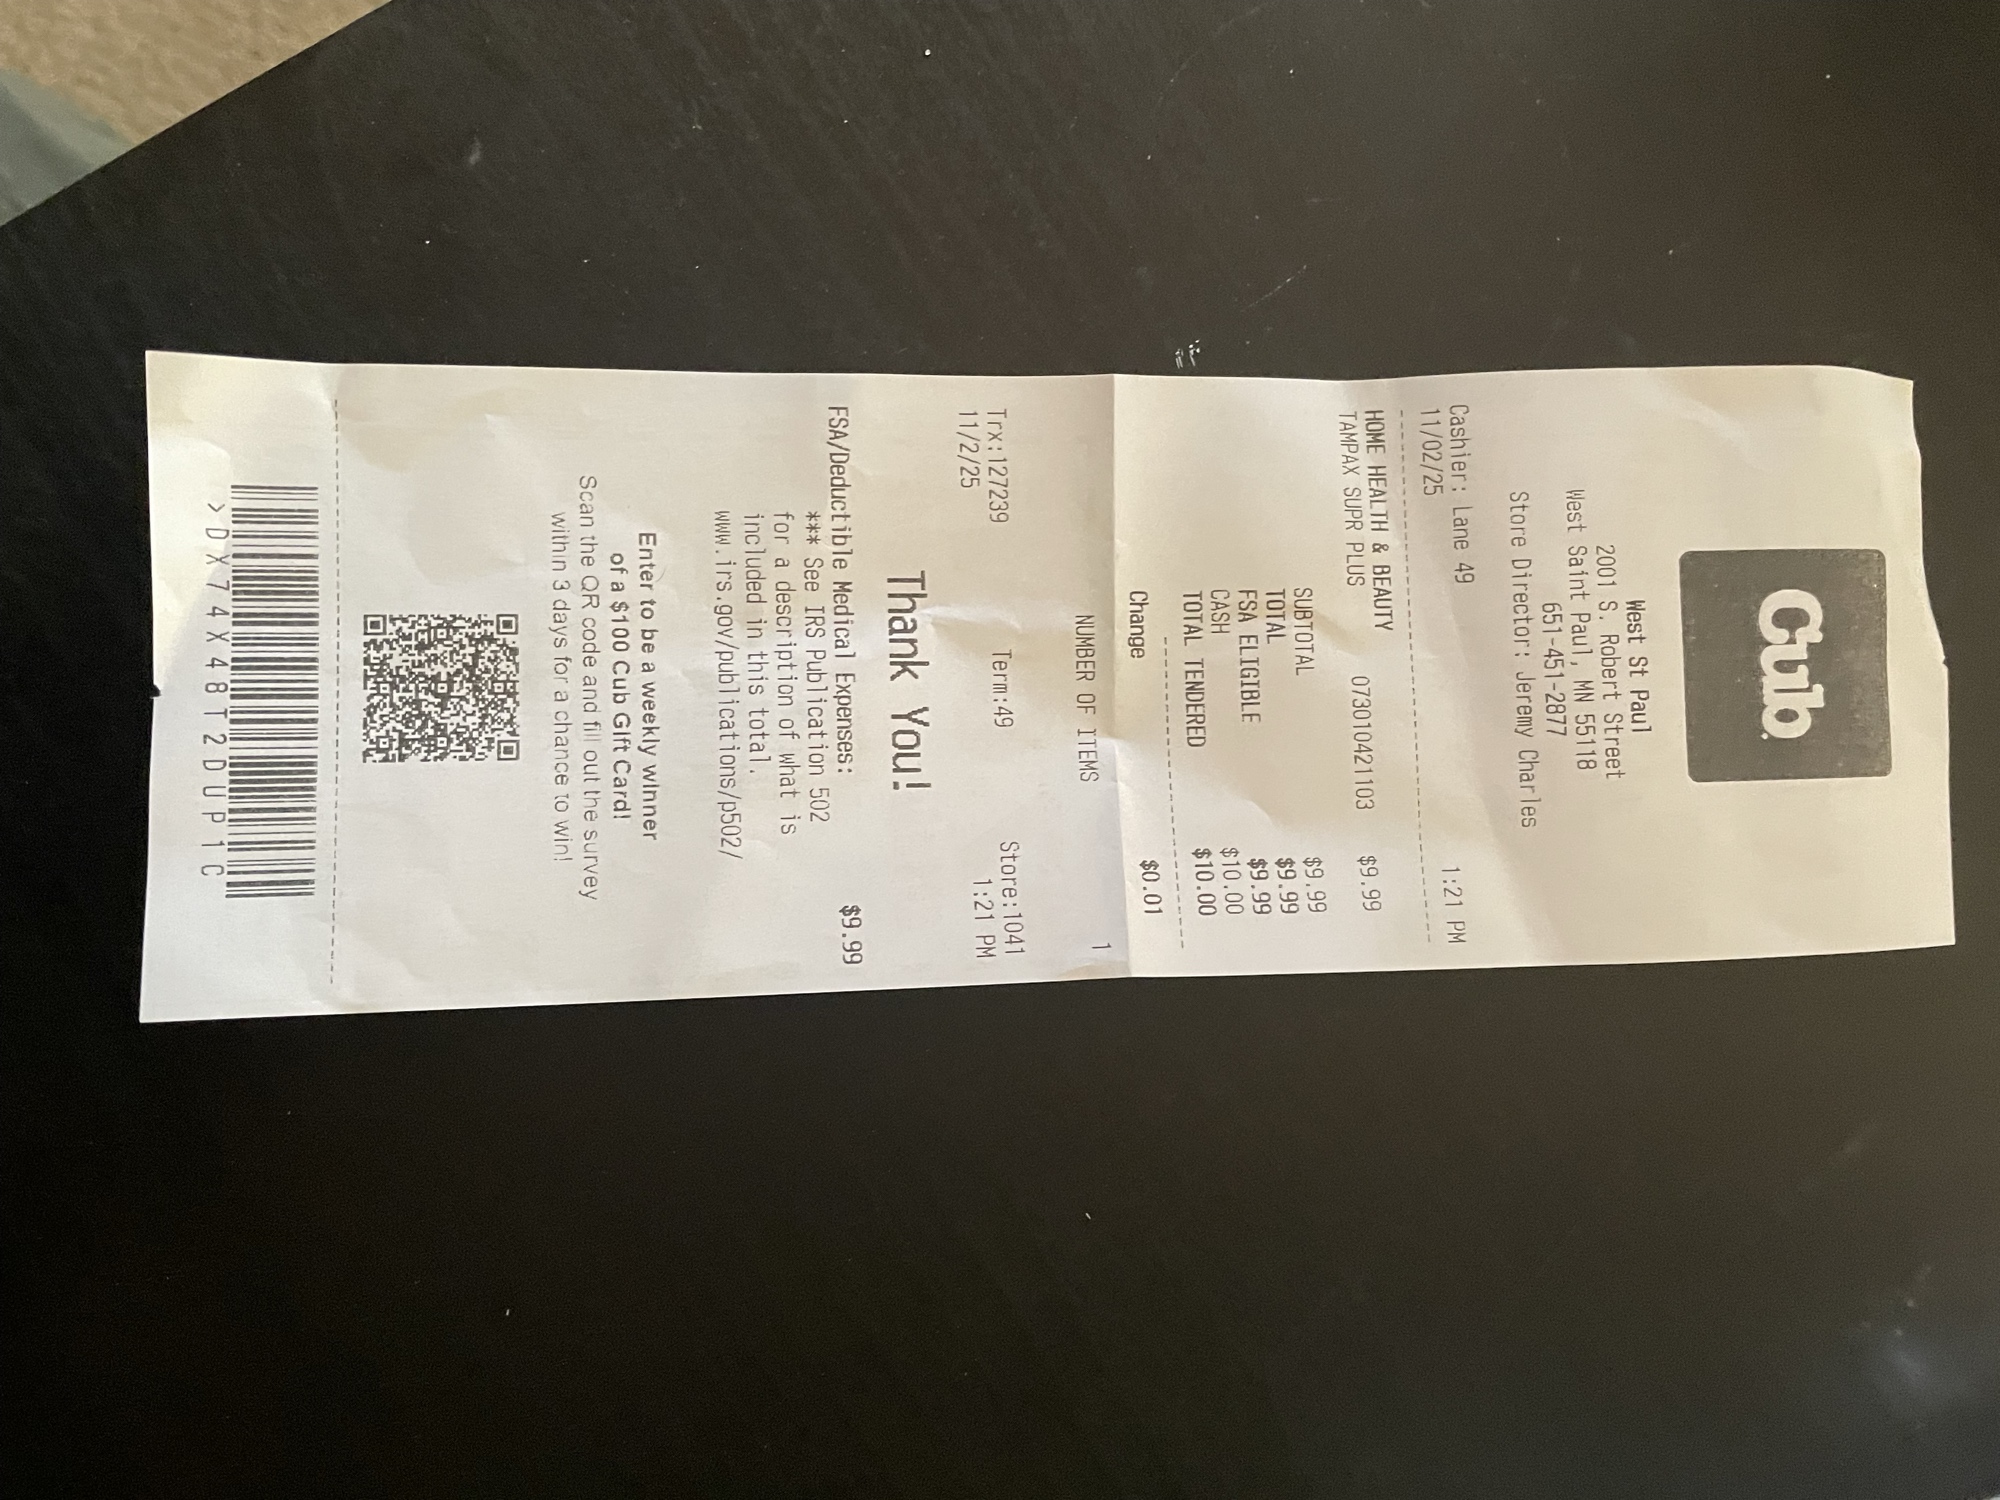 Cub
West St Paul
2001 S. Robert Street
West Saint Paul, MN 55118
651-451-2877
Store Director: Jeremy Charles
Cashier: Lane 49
11/02/25 1:21 PM
HOME HEALTH & BEAUTY
TAMPAX SUPR PLUS 073010421103 $9.99
SUBTOTAL $9.99
TOTAL $9.99
FSA ELIGIBLE $9.99
CASH $10.00
TOTAL TENDERED $10.00
Change $0.01
NUMBER OF ITEMS 1
Trx:127239 Term:49 Store:1041
11/2/25 1:21 PM
Thank You!
FSA/Deductible Medical Expenses: $9.99
*** See IRS Publication 502
for a description of what is
included in this total.
www.irs.gov/publications/p502/
Enter to be a weekly winner
of a $100 Cub Gift Card!
Scan the QR code and fill out the survey
within 3 days for a chance to win!
>DX74X48T2DUP1C